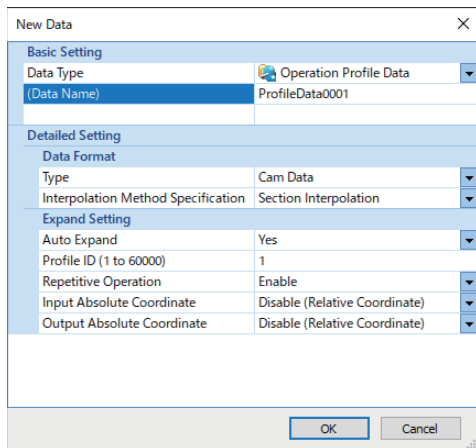 New Data
Basic Setting
Data Type Operation Profile Data
(Data Name) ProfileData0001
Detailed Setting
Data Format
Type Cam Data
Interpolation Method Specification Section Interpolation
Expand Setting
Auto Expand Yes
Profile ID (1 to 60000) 1
Repetitive Operation Enable
Input Absolute Coordinate Disable (Relative Coordinate)
Output Absolute Coordinate Disable (Relative Coordinate)
OK Cancel